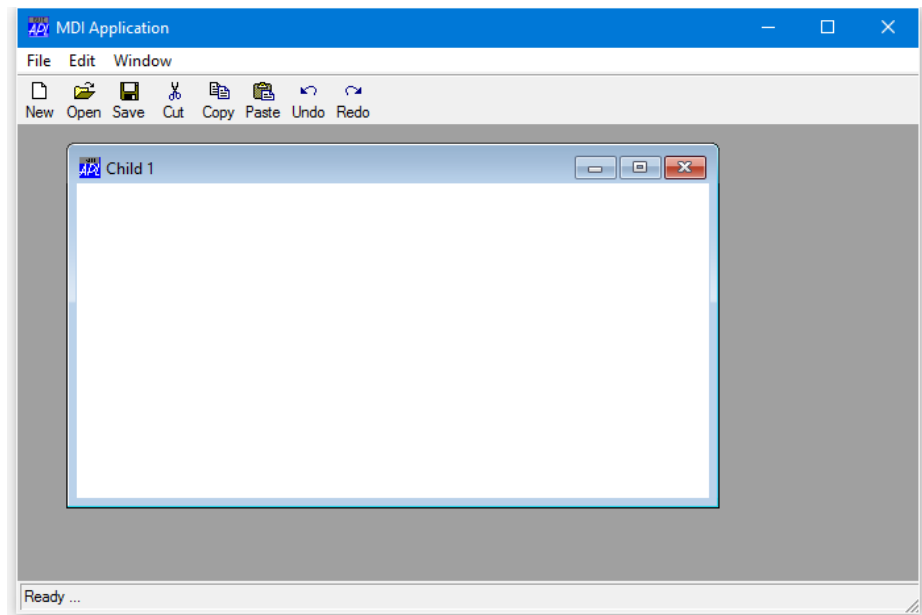 MDI Application
File Edit Window
New Open Save Cut Copy Paste Undo Redo
Child 1
Ready ...